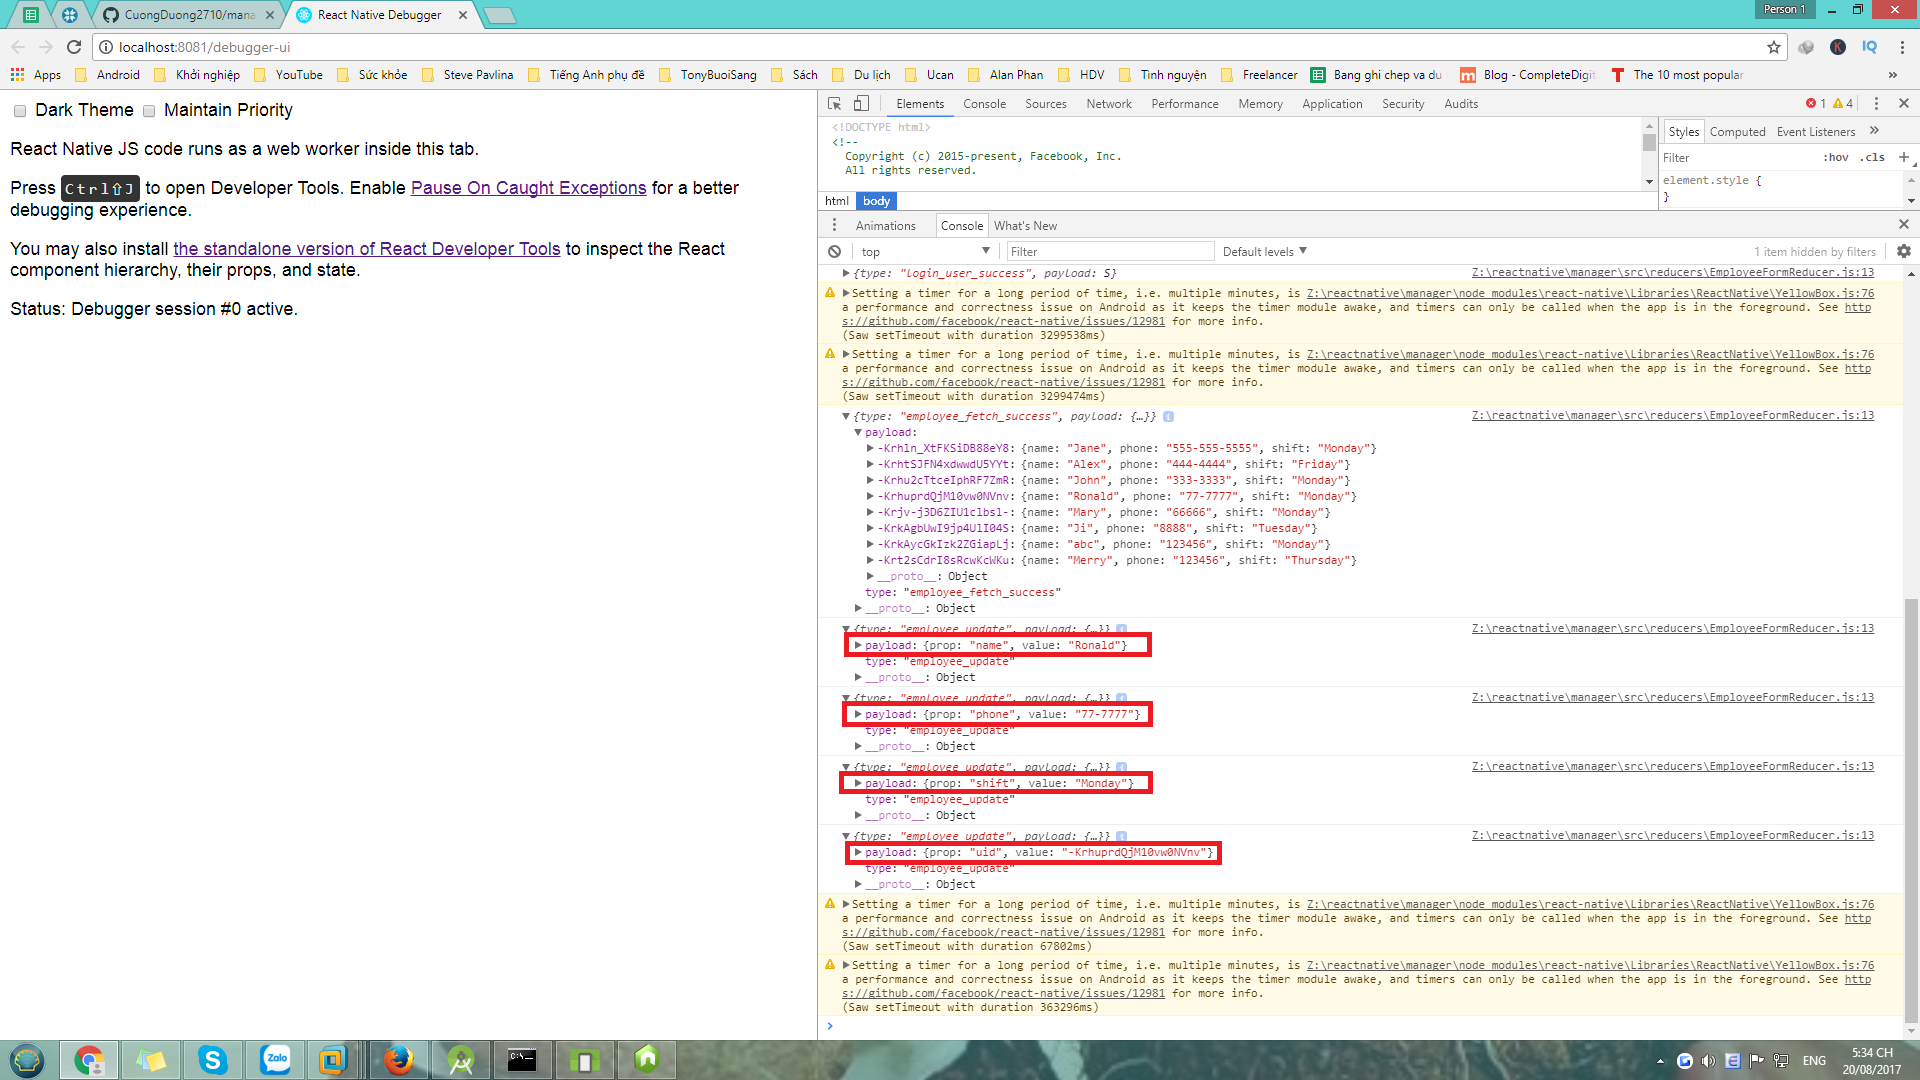 CuongDuong2710/mana
React Native Debugger
Person 1
localhost:8081/debugger-ui
Apps
Android
Khởi nghiệp
YouTube
Sức khỏe
Steve Pavlina
Tiếng Anh phụ đề
TonyBuoiSang
Sách
Du lịch
Ucan
Alan Phan
HDV
Tình nguyện
Freelancer
Bang ghi chep va du
Blog - CompleteDigit
The 10 most popular
Dark Theme
Maintain Priority
React Native JS code runs as a web worker inside this tab.
Press Ctrl⇧J to open Developer Tools. Enable Pause On Caught Exceptions for a better
debugging experience.
You may also install the standalone version of React Developer Tools to inspect the React
component hierarchy, their props, and state.
Status: Debugger session #0 active.
Elements Console Sources Network Performance Memory Application Security Audits 1 4
<!DOCTYPE html>
<!--
Copyright (c) 2015-present, Facebook, Inc.
All rights reserved.
html body
Styles Computed Event Listeners
Filter :hov .cls
element.style {
}
Animations Console What's New
top Filter Default levels 1 item hidden by filters
{type: "login_user_success", payload: S} Z:\reactnative\manager\src\reducers\EmployeeFormReducer.js:13
Setting a timer for a long period of time, i.e. multiple minutes, is Z:\reactnative\manager\node_modules\react-native\Libraries\ReactNative\YellowBox.js:76
a performance and correctness issue on Android as it keeps the timer module awake, and timers can only be called when the app is in the foreground. See http
s://github.com/facebook/react-native/issues/12981 for more info.
(Saw setTimeout with duration 3299538ms)
Setting a timer for a long period of time, i.e. multiple minutes, is Z:\reactnative\manager\node_modules\react-native\Libraries\ReactNative\YellowBox.js:76
a performance and correctness issue on Android as it keeps the timer module awake, and timers can only be called when the app is in the foreground. See http
s://github.com/facebook/react-native/issues/12981 for more info.
(Saw setTimeout with duration 3299474ms)
{type: "employee_fetch_success", payload: {…}} Z:\reactnative\manager\src\reducers\EmployeeFormReducer.js:13
payload:
-Krhln_XtFKSiDB88eY8: {name: "Jane", phone: "555-555-5555", shift: "Monday"}
-KrhtSJFN4xdwwdU5YYt: {name: "Alex", phone: "444-4444", shift: "Friday"}
-Krhu2cTtceIphRF7ZmR: {name: "John", phone: "333-3333", shift: "Monday"}
-KrhuprdQjM10vw0NVnv: {name: "Ronald", phone: "77-7777", shift: "Monday"}
-Krjv-j3D6ZIU1clbsl-: {name: "Mary", phone: "66666", shift: "Monday"}
-KrkAgbUwI9jp4UlI04S: {name: "Ji", phone: "8888", shift: "Tuesday"}
-KrkAycGkIzk2ZGiapLj: {name: "abc", phone: "123456", shift: "Monday"}
-Krt2sCdrI8sRcwKcWKu: {name: "Merry", phone: "123456", shift: "Thursday"}
__proto__: Object
type: "employee_fetch_success"
__proto__: Object
{type: "employee_update", payload: {…}} Z:\reactnative\manager\src\reducers\EmployeeFormReducer.js:13
payload: {prop: "name", value: "Ronald"}
type: "employee_update"
__proto__: Object
{type: "employee_update", payload: {…}} Z:\reactnative\manager\src\reducers\EmployeeFormReducer.js:13
payload: {prop: "phone", value: "77-7777"}
type: "employee_update"
__proto__: Object
{type: "employee_update", payload: {…}} Z:\reactnative\manager\src\reducers\EmployeeFormReducer.js:13
payload: {prop: "shift", value: "Monday"}
type: "employee_update"
__proto__: Object
{type: "employee_update", payload: {…}} Z:\reactnative\manager\src\reducers\EmployeeFormReducer.js:13
payload: {prop: "uid", value: "-KrhuprdQjM10vw0NVnv"}
type: "employee_update"
__proto__: Object
Setting a timer for a long period of time, i.e. multiple minutes, is Z:\reactnative\manager\node_modules\react-native\Libraries\ReactNative\YellowBox.js:76
a performance and correctness issue on Android as it keeps the timer module awake, and timers can only be called when the app is in the foreground. See http
s://github.com/facebook/react-native/issues/12981 for more info.
(Saw setTimeout with duration 67802ms)
Setting a timer for a long period of time, i.e. multiple minutes, is Z:\reactnative\manager\node_modules\react-native\Libraries\ReactNative\YellowBox.js:76
a performance and correctness issue on Android as it keeps the timer module awake, and timers can only be called when the app is in the foreground. See http
s://github.com/facebook/react-native/issues/12981 for more info.
(Saw setTimeout with duration 363296ms)
Zalo
ENG
5:34 CH
20/08/2017